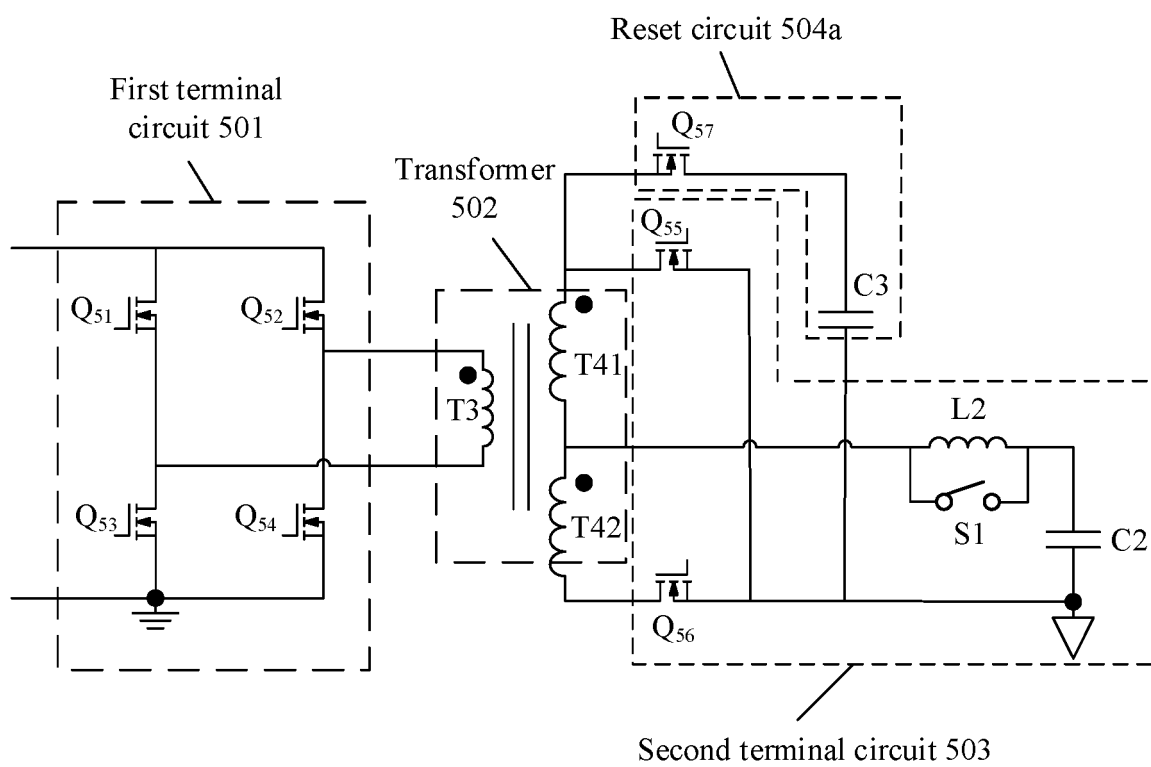 Reset circuit 504a
First terminal
circuit 501
Transformer
502
Q57
Q55
C3
Q51
Q52
T41
T3
L2
Q53
Q54
T42
S1
C2
Q56
Second terminal circuit 503